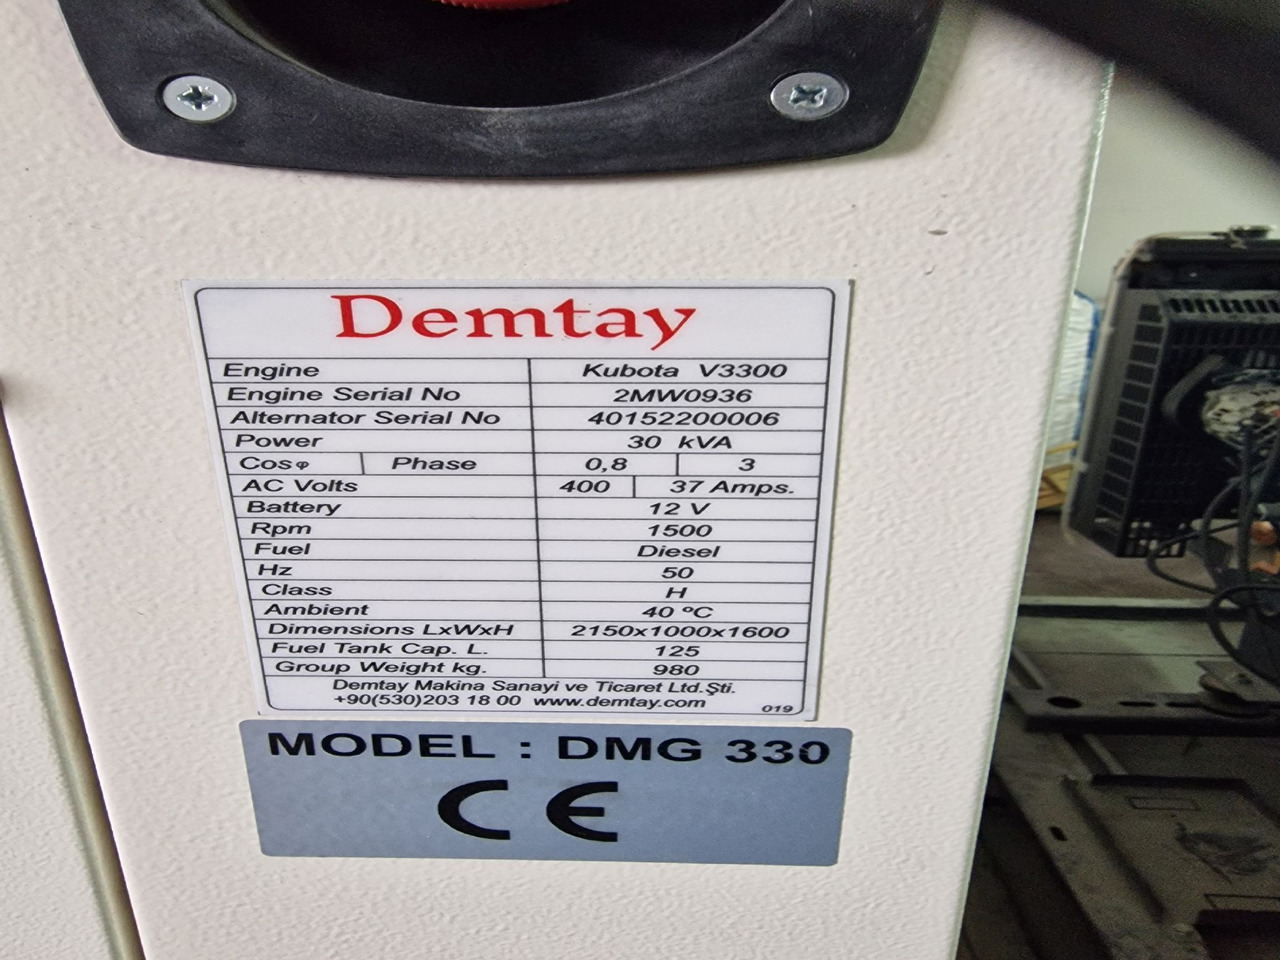 Demtay
Engine Kubota V3300
Engine Serial No 2MW0936
Alternator Serial No 40152200006
Power 30 kVA
Cosφ Phase 0,8 3
AC Volts 400 37 Amps.
Battery 12 V
Rpm 1500
Fuel Diesel
Hz 50
Class H
Ambient 40 ºC
Dimensions LxWxH 2150x1000x1600
Fuel Tank Cap. L. 125
Group Weight kg. 980
Demtay Makina Sanayi ve Ticaret Ltd.Şti.
+90(530)203 18 00 www.demtay.com 019
MODEL : DMG 330
CE